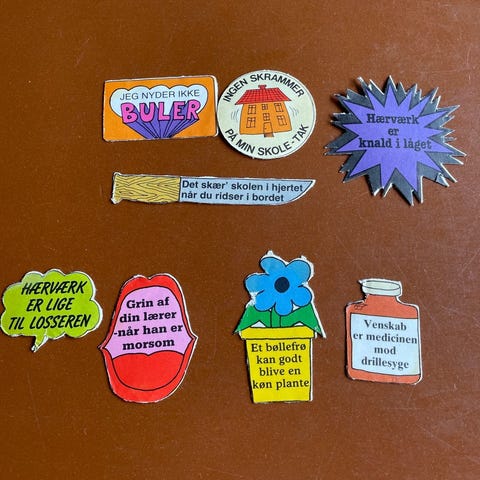 JEG NYDER IKKE
BULER
INGEN SKRAMMER
PÅ MIN SKOLE-TAK
Hærværk
er
knald i låget
Det skær' skolen i hjertet
når du ridser i bordet
HÆRVÆRK
ER LIGE
TIL LOSSEREN
Grin af
din lærer
-når han er
morsom
Et bøllefrø
kan godt
blive en
køn plante
Venskab
er medicinen
mod
drillesyge